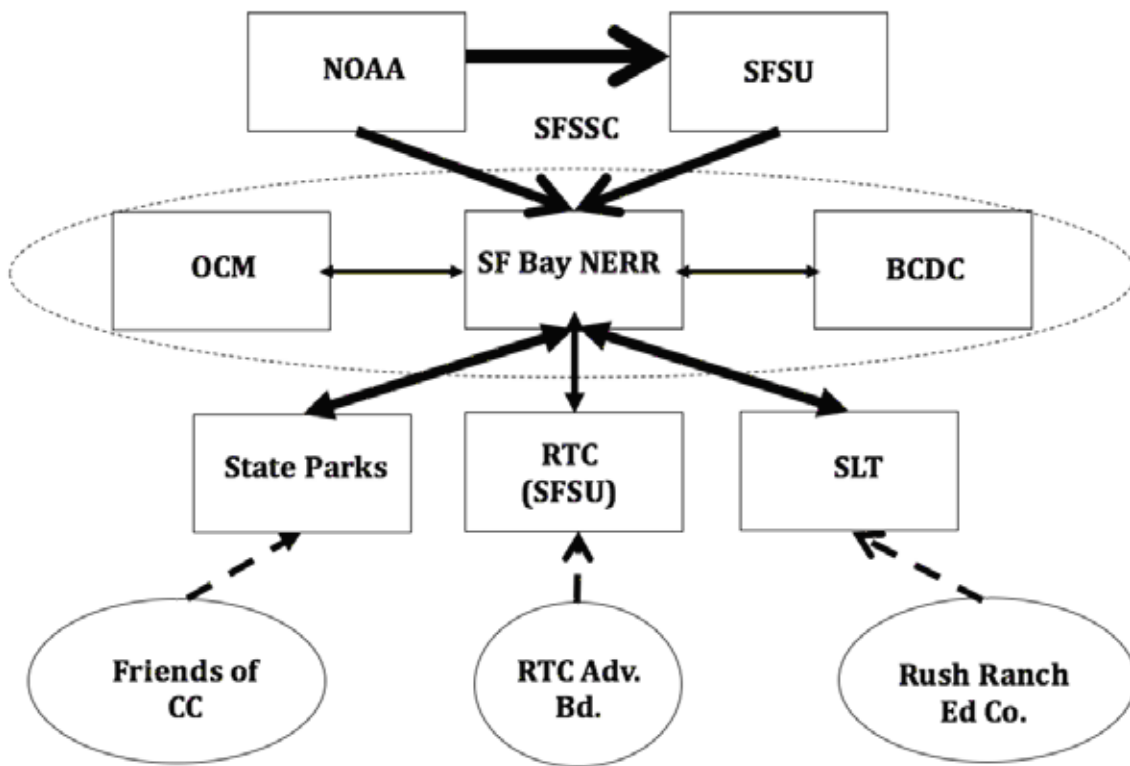 NOAA
SFSU
SFSSC
OCM
SF Bay NERR
BCDC
State Parks
RTC
(SFSU)
SLT
Friends of
CC
RTC Adv.
Bd.
Rush Ranch
Ed Co.